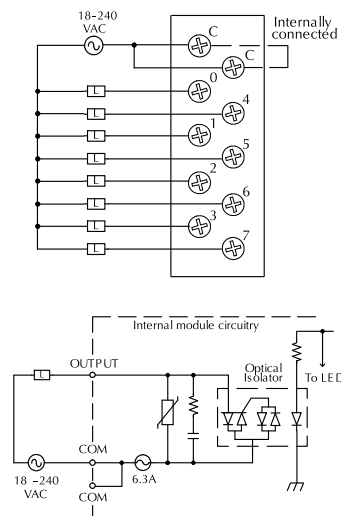 18-240
VAC
C
Internally
connected
C
0
L
4
L
1
L
5
L
2
L
6
L
3
L
7
L
Internal module circuitry
OUTPUT
Optical
Isolator
To LED
L
COM
18 –240
VAC
6.3A
COM